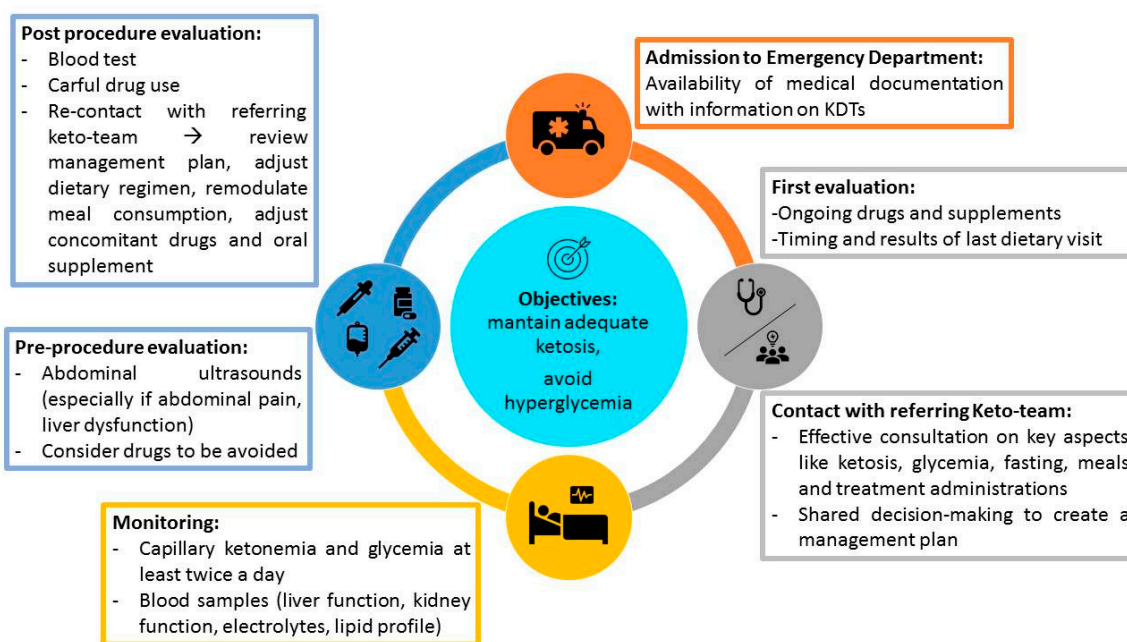 Post procedure evaluation:
- Blood test
- Carful drug use
- Re-contact with referring
keto-team → review
management plan, adjust
dietary regimen, remodulate
meal consumption, adjust
concomitant drugs and oral
supplement
Admission to Emergency Department:
Availability of medical documentation
with information on KDTs
First evaluation:
-Ongoing drugs and supplements
-Timing and results of last dietary visit
Objectives:
mantain adequate
ketosis,
avoid
hyperglycemia
Pre-procedure evaluation:
- Abdominal ultrasounds
(especially if abdominal pain,
liver dysfunction)
- Consider drugs to be avoided
Contact with referring Keto-team:
- Effective consultation on key aspects
like ketosis, glycemia, fasting, meals
and treatment administrations
- Shared decision-making to create a
management plan
Monitoring:
- Capillary ketonemia and glycemia at
least twice a day
- Blood samples (liver function, kidney
function, electrolytes, lipid profile)